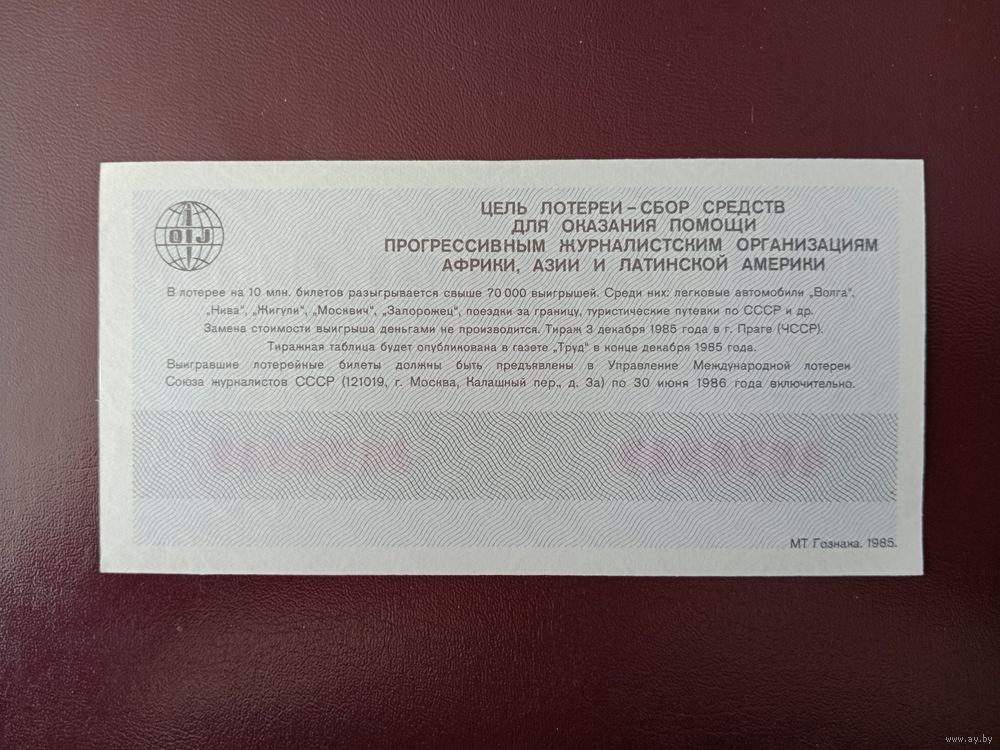 OIJ
ЦЕЛЬ ЛОТЕРЕИ – СБОР СРЕДСТВ
ДЛЯ ОКАЗАНИЯ ПОМОЩИ
ПРОГРЕССИВНЫМ ЖУРНАЛИСТСКИМ ОРГАНИЗАЦИЯМ
АФРИКИ, АЗИИ И ЛАТИНСКОЙ АМЕРИКИ
В лотерее на 10 млн. билетов разыгрывается свыше 70 000 выигрышей. Среди них: легковые автомобили „Волга“,
„Нива“, „Жигули“, „Москвич“, „Запорожец“, поездки за границу, туристические путевки по СССР и др.
Замена стоимости выигрыша деньгами не производится. Тираж 3 декабря 1985 года в г. Праге (ЧССР).
Тиражная таблица будет опубликована в газете „Труд“ в конце декабря 1985 года.
Выигравшие лотерейные билеты должны быть предъявлены в Управление Международной лотереи
Союза журналистов СССР (121019, г. Москва, Калашный пер., д. 3а) по 30 июня 1986 года включительно.
МТ Гознака. 1985.
www.ay.by